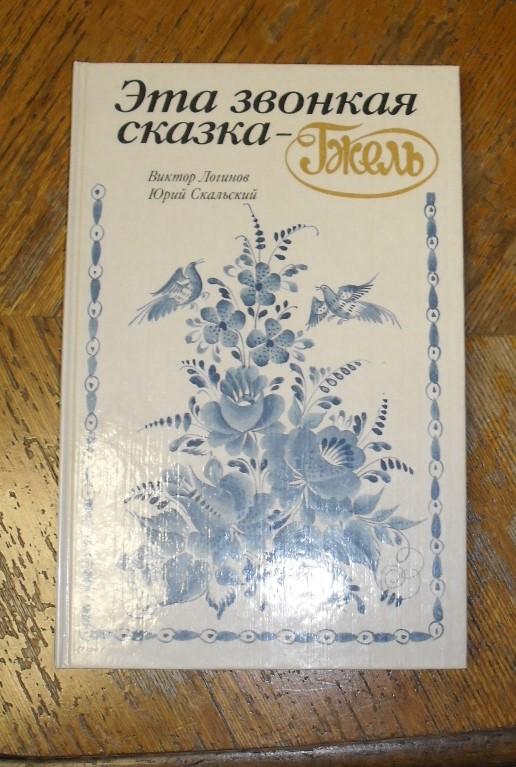 Эта звонкая
сказка – Гжель
Виктор Логинов
Юрий Скальский